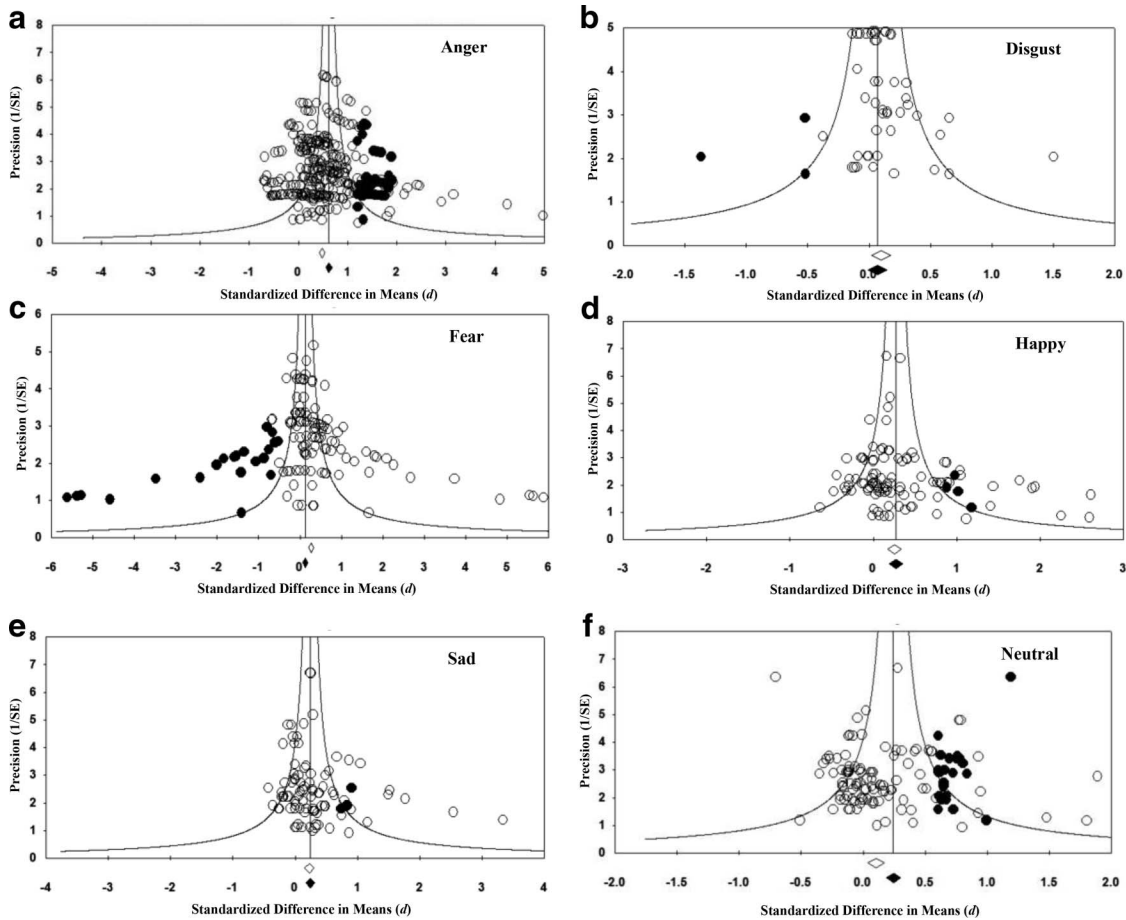 a
Anger
Precision (1/SE)
8
7
6
5
4
3
2
1
0
-5 -4 -3 -2 -1 0 1 2 3 4 5
Standardized Difference in Means (d)
b
Disgust
Precision (1/SE)
5
4
3
2
1
0
-2.0 -1.5 -1.0 -0.5 0.0 0.5 1.0 1.5 2.0
Standardized Difference in Means (d)
c
Fear
Precision (1/SE)
6
5
4
3
2
1
0
-6 -5 -4 -3 -2 -1 0 1 2 3 4 5 6
Standardized Difference in Means (d)
d
Happy
Precision (1/SE)
8
7
6
5
4
3
2
1
0
-3 -2 -1 0 1 2 3
Standardized Difference in Means (d)
e
Sad
Precision (1/SE)
8
7
6
5
4
3
2
1
0
-4 -3 -2 -1 0 1 2 3 4
Standardized Difference in Means (d)
f
Neutral
Precision (1/SE)
8
7
6
5
4
3
2
1
0
-2.0 -1.5 -1.0 -0.5 0.0 0.5 1.0 1.5 2.0
Standardized Difference in Means (d)